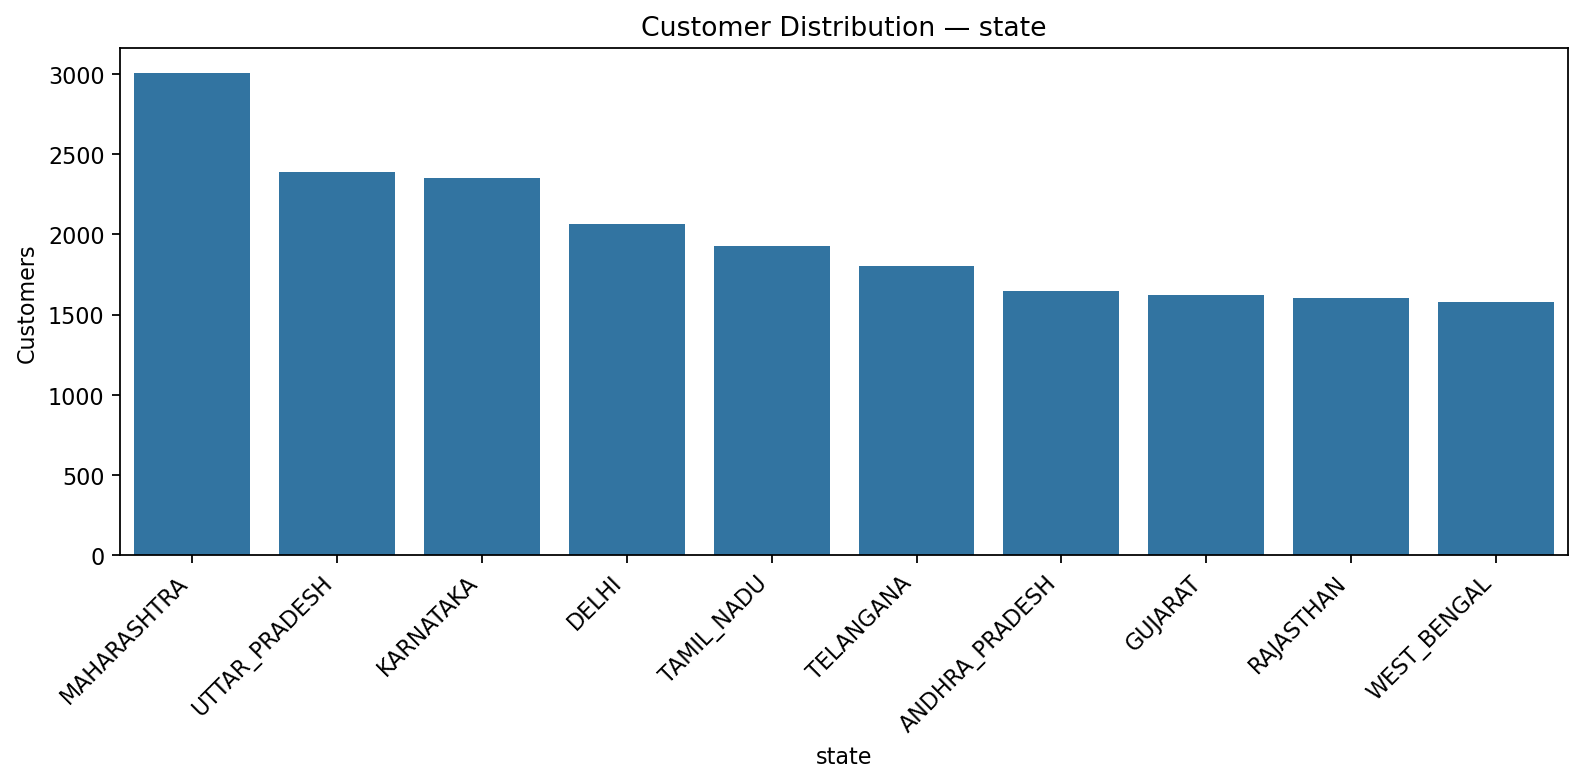 Customer Distribution — state
3000
2500
2000
1500
1000
500
0
Customers
MAHARASHTRA
UTTAR_PRADESH
KARNATAKA
DELHI
TAMIL_NADU
TELANGANA
ANDHRA_PRADESH
GUJARAT
RAJASTHAN
WEST_BENGAL
state